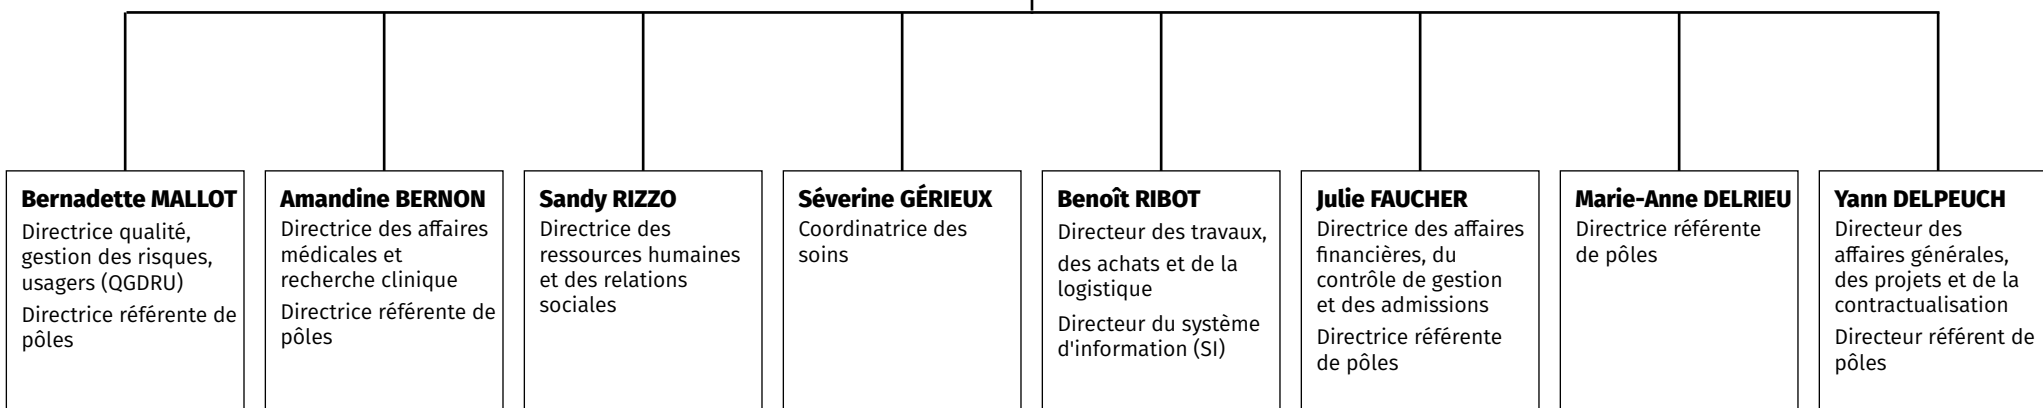 Bernadette MALLOT
Directrice qualité,
gestion des risques,
usagers (QGDRU)
Directrice référente de
pôles
Amandine BERNON
Directrice des affaires
médicales et
recherche clinique
Directrice référente de
pôles
Sandy RIZZO
Directrice des
ressources humaines
et des relations
sociales
Séverine GÉRIEUX
Coordinatrice des
soins
Benoît RIBOT
Directeur des travaux,
des achats et de la
logistique
Directeur du système
d'information (SI)
Julie FAUCHER
Directrice des affaires
financières, du
contrôle de gestion
et des admissions
Directrice référente
de pôles
Marie-Anne DELRIEU
Directrice référente
de pôles
Yann DELPEUCH
Directeur des
affaires générales,
des projets et de la
contractualisation
Directeur référent de
pôles